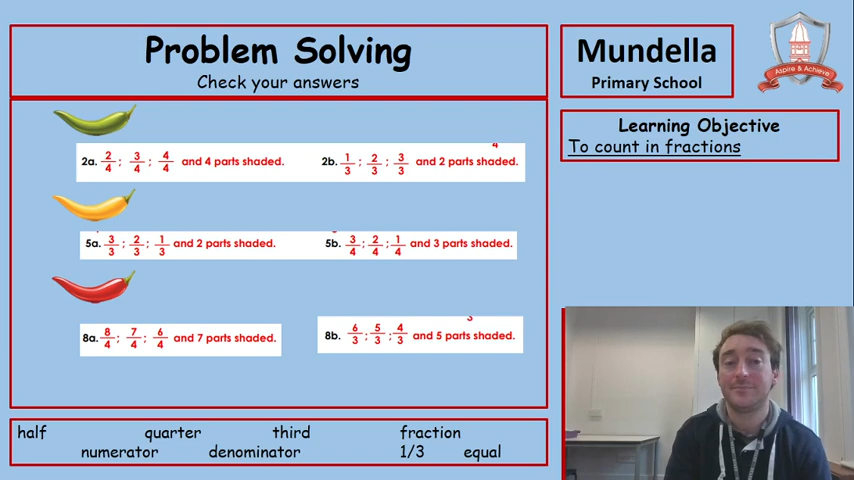 Problem Solving
Check your answers
Mundella
Primary School
Aspire & Achieve
Learning Objective
To count in fractions
2a. 2/4 ; 3/4 ; 4/4 and 4 parts shaded.
2b. 1/3 ; 2/3 ; 3/3 and 2 parts shaded.
5a. 3/3 ; 2/3 ; 1/3 and 2 parts shaded.
5b. 3/4 ; 2/4 ; 1/4 and 3 parts shaded.
8a. 8/4 ; 7/4 ; 6/4 and 7 parts shaded.
8b. 6/3 ; 5/3 ; 4/3 and 5 parts shaded.
half quarter third fraction
numerator denominator 1/3 equal